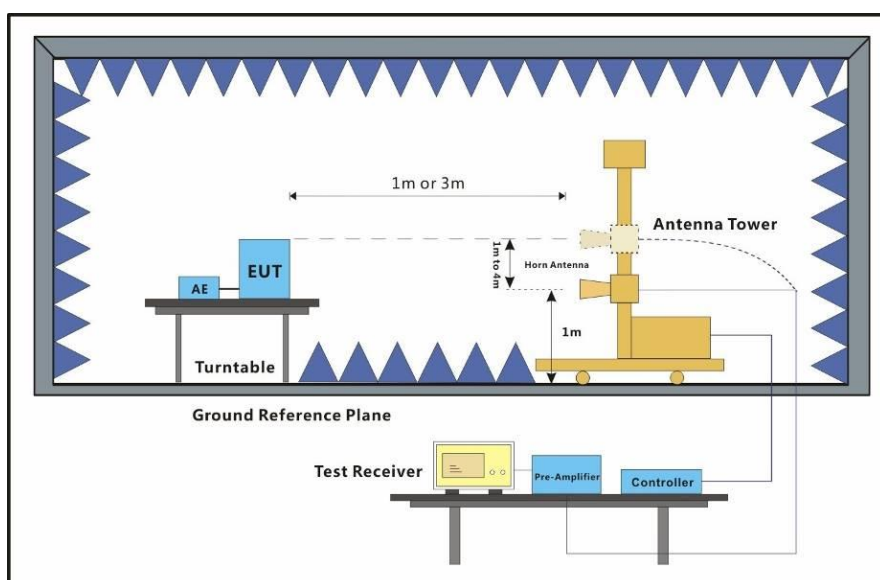 1m or 3m
Antenna Tower
1m to 4m
Horn Antenna
EUT
AE
1m
Turntable
Ground Reference Plane
Test Receiver
Pre-Amplifier
Controller